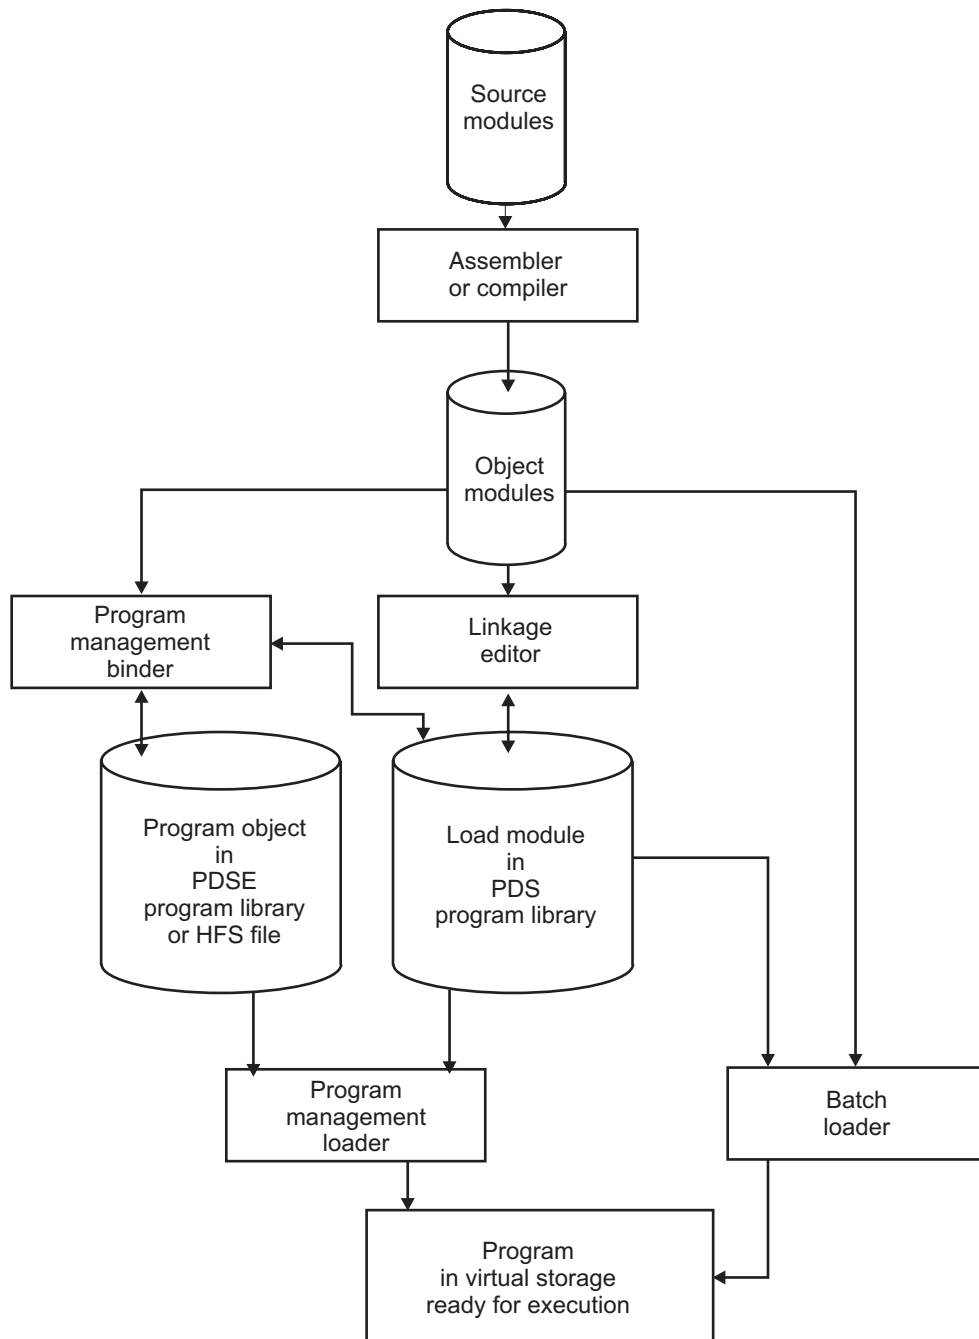 Source
modules
Assembler
or compiler
Object
modules
Program
management
binder
Linkage
editor
Program object
in
PDSE
program library
or HFS file
Load module
in
PDS
program library
Program
management
loader
Batch
loader
Program
in virtual storage
ready for execution